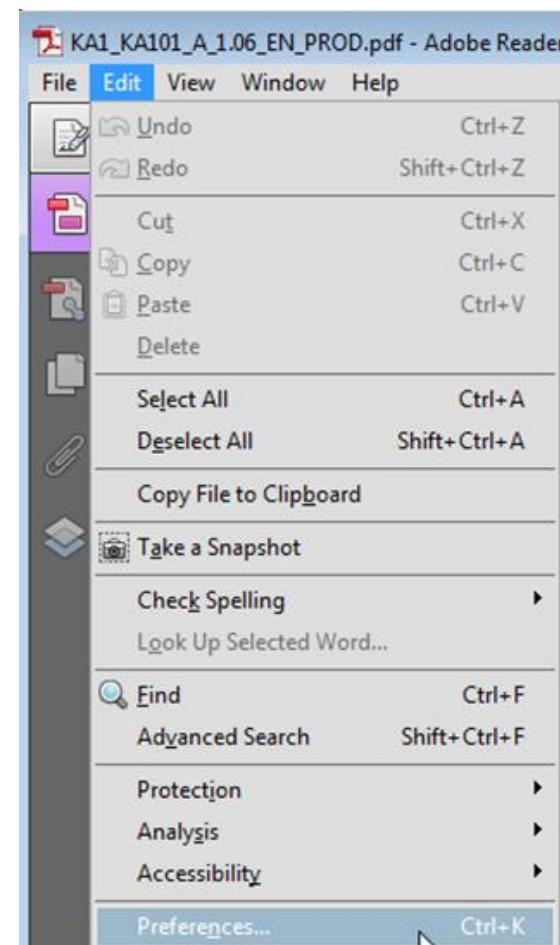 KA1_KA101_A_1.06_EN_PROD.pdf - Adobe Reader
File Edit View Window Help
Undo Ctrl+Z
Redo Shift+Ctrl+Z
Cut Ctrl+X
Copy Ctrl+C
Paste Ctrl+V
Delete
Select All Ctrl+A
Deselect All Shift+Ctrl+A
Copy File to Clipboard
Take a Snapshot
Check Spelling
Look Up Selected Word...
Find Ctrl+F
Advanced Search Shift+Ctrl+F
Protection
Analysis
Accessibility
Preferences... Ctrl+K